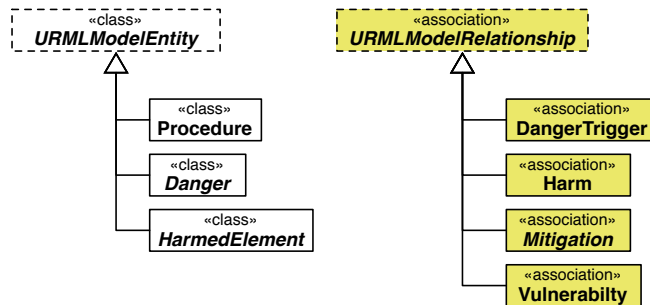 «class»
URMLModelEntity
«class»
Procedure
«class»
Danger
«class»
HarmedElement
«association»
URMLModelRelationship
«association»
DangerTrigger
«association»
Harm
«association»
Mitigation
«association»
Vulnerabilty